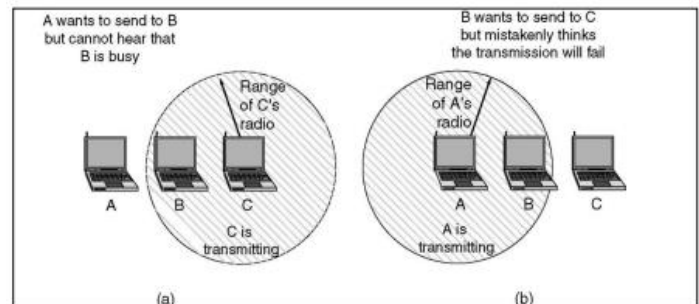 A wants to send to B
but cannot hear that
B is busy
Range
of C's
radio
A
B
C
C is
transmitting
(a)
B wants to send to C
but mistakenly thinks
the transmission will fail
Range
of A's
radio
A
B
C
A is
transmitting
(b)